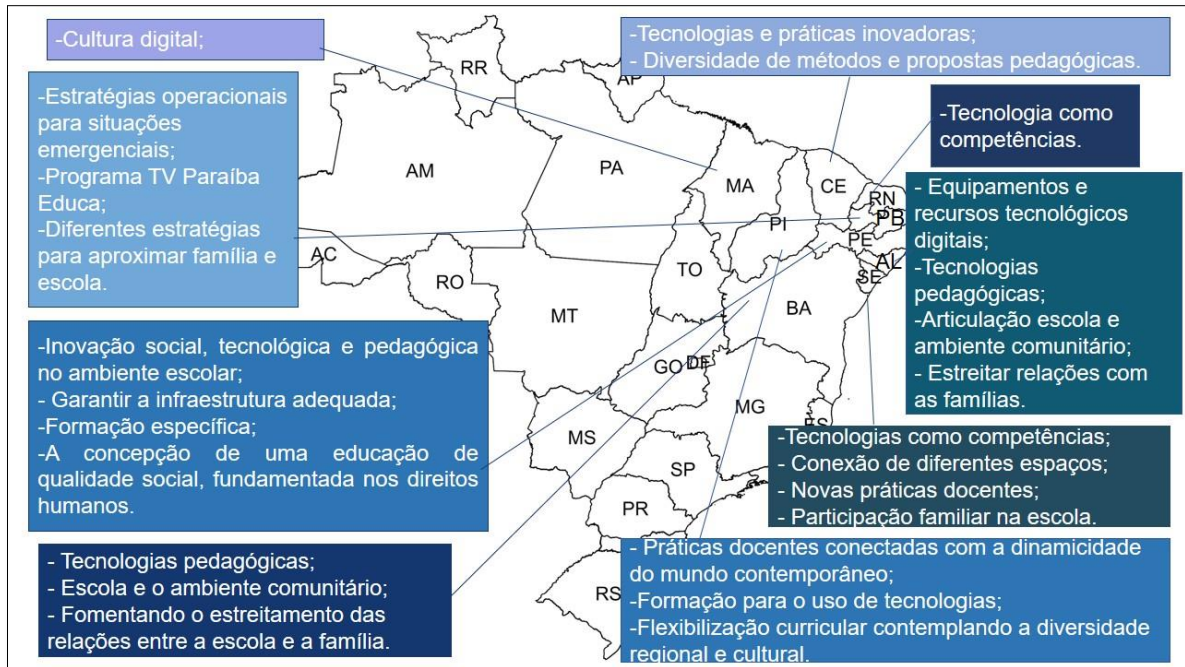 -Cultura digital;
-Tecnologias e práticas inovadoras;
- Diversidade de métodos e propostas pedagógicas.
-Estratégias operacionais
para situações
emergenciais;
-Programa TV Paraíba
Educa;
-Diferentes estratégias
para aproximar família e
escola.
-Tecnologia como
competências.
- Equipamentos e
recursos tecnológicos
digitais;
-Tecnologias
pedagógicas;
-Articulação escola e
ambiente comunitário;
- Estreitar relações com
as famílias.
-Inovação social, tecnológica e pedagógica
no ambiente escolar;
- Garantir a infraestrutura adequada;
-Formação específica;
-A concepção de uma educação de
qualidade social, fundamentada nos direitos
humanos.
-Tecnologias como competências;
- Conexão de diferentes espaços;
- Novas práticas docentes;
- Participação familiar na escola.
- Tecnologias pedagógicas;
- Escola e o ambiente comunitário;
- Fomentando o estreitamento das
relações entre a escola e a família.
- Práticas docentes conectadas com a dinamicidade
do mundo contemporâneo;
-Formação para o uso de tecnologias;
-Flexibilização curricular contemplando a diversidade
regional e cultural.
RR
AP
AM
PA
MA
CE
RN
PB
PI
PE
AL
SE
AC
RO
TO
MT
BA
GO
DF
MG
ES
MS
SP
PR
RS